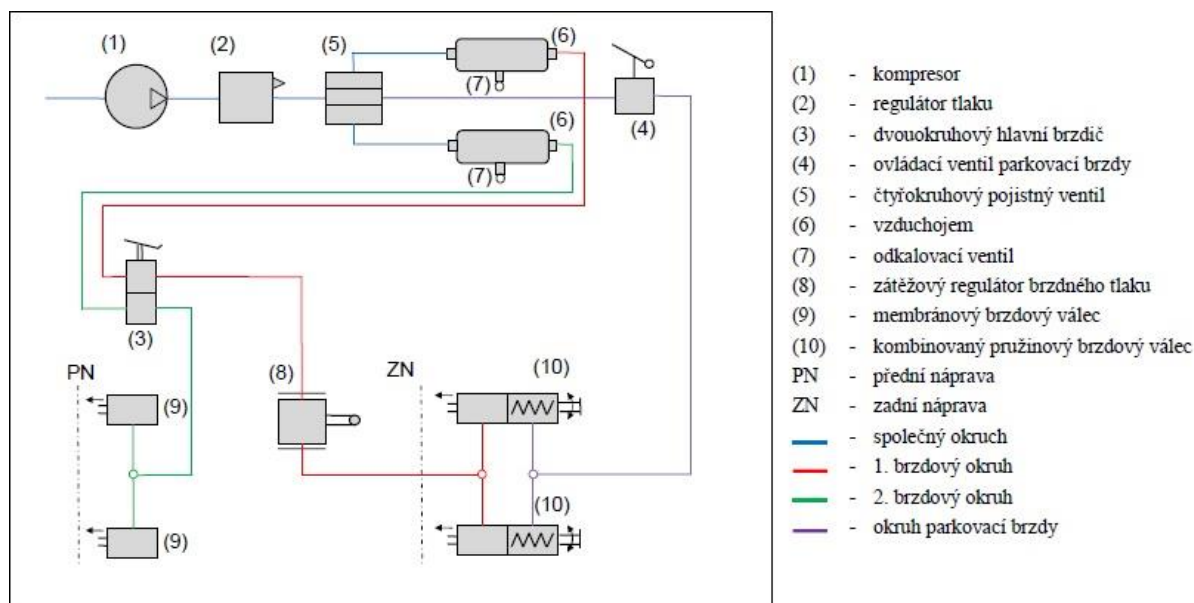 (1)
(2)
(5)
(6)
(7)
(4)
(6)
(7)
(3)
PN
(9)
(9)
(8)
ZN
(10)
(10)
(1) - kompresor
(2) - regulátor tlaku
(3) - dvouokruhový hlavní brzdič
(4) - ovládací ventil parkovací brzdy
(5) - čtyřokruhový pojistný ventil
(6) - vzduchojem
(7) - odkalovací ventil
(8) - zátěžový regulátor brzdného tlaku
(9) - membránový brzdový válec
(10) - kombinovaný pružinový brzdový válec
PN - přední náprava
ZN - zadní náprava
- společný okruch
- 1. brzdový okruh
- 2. brzdový okruh
- okruh parkovací brzdy